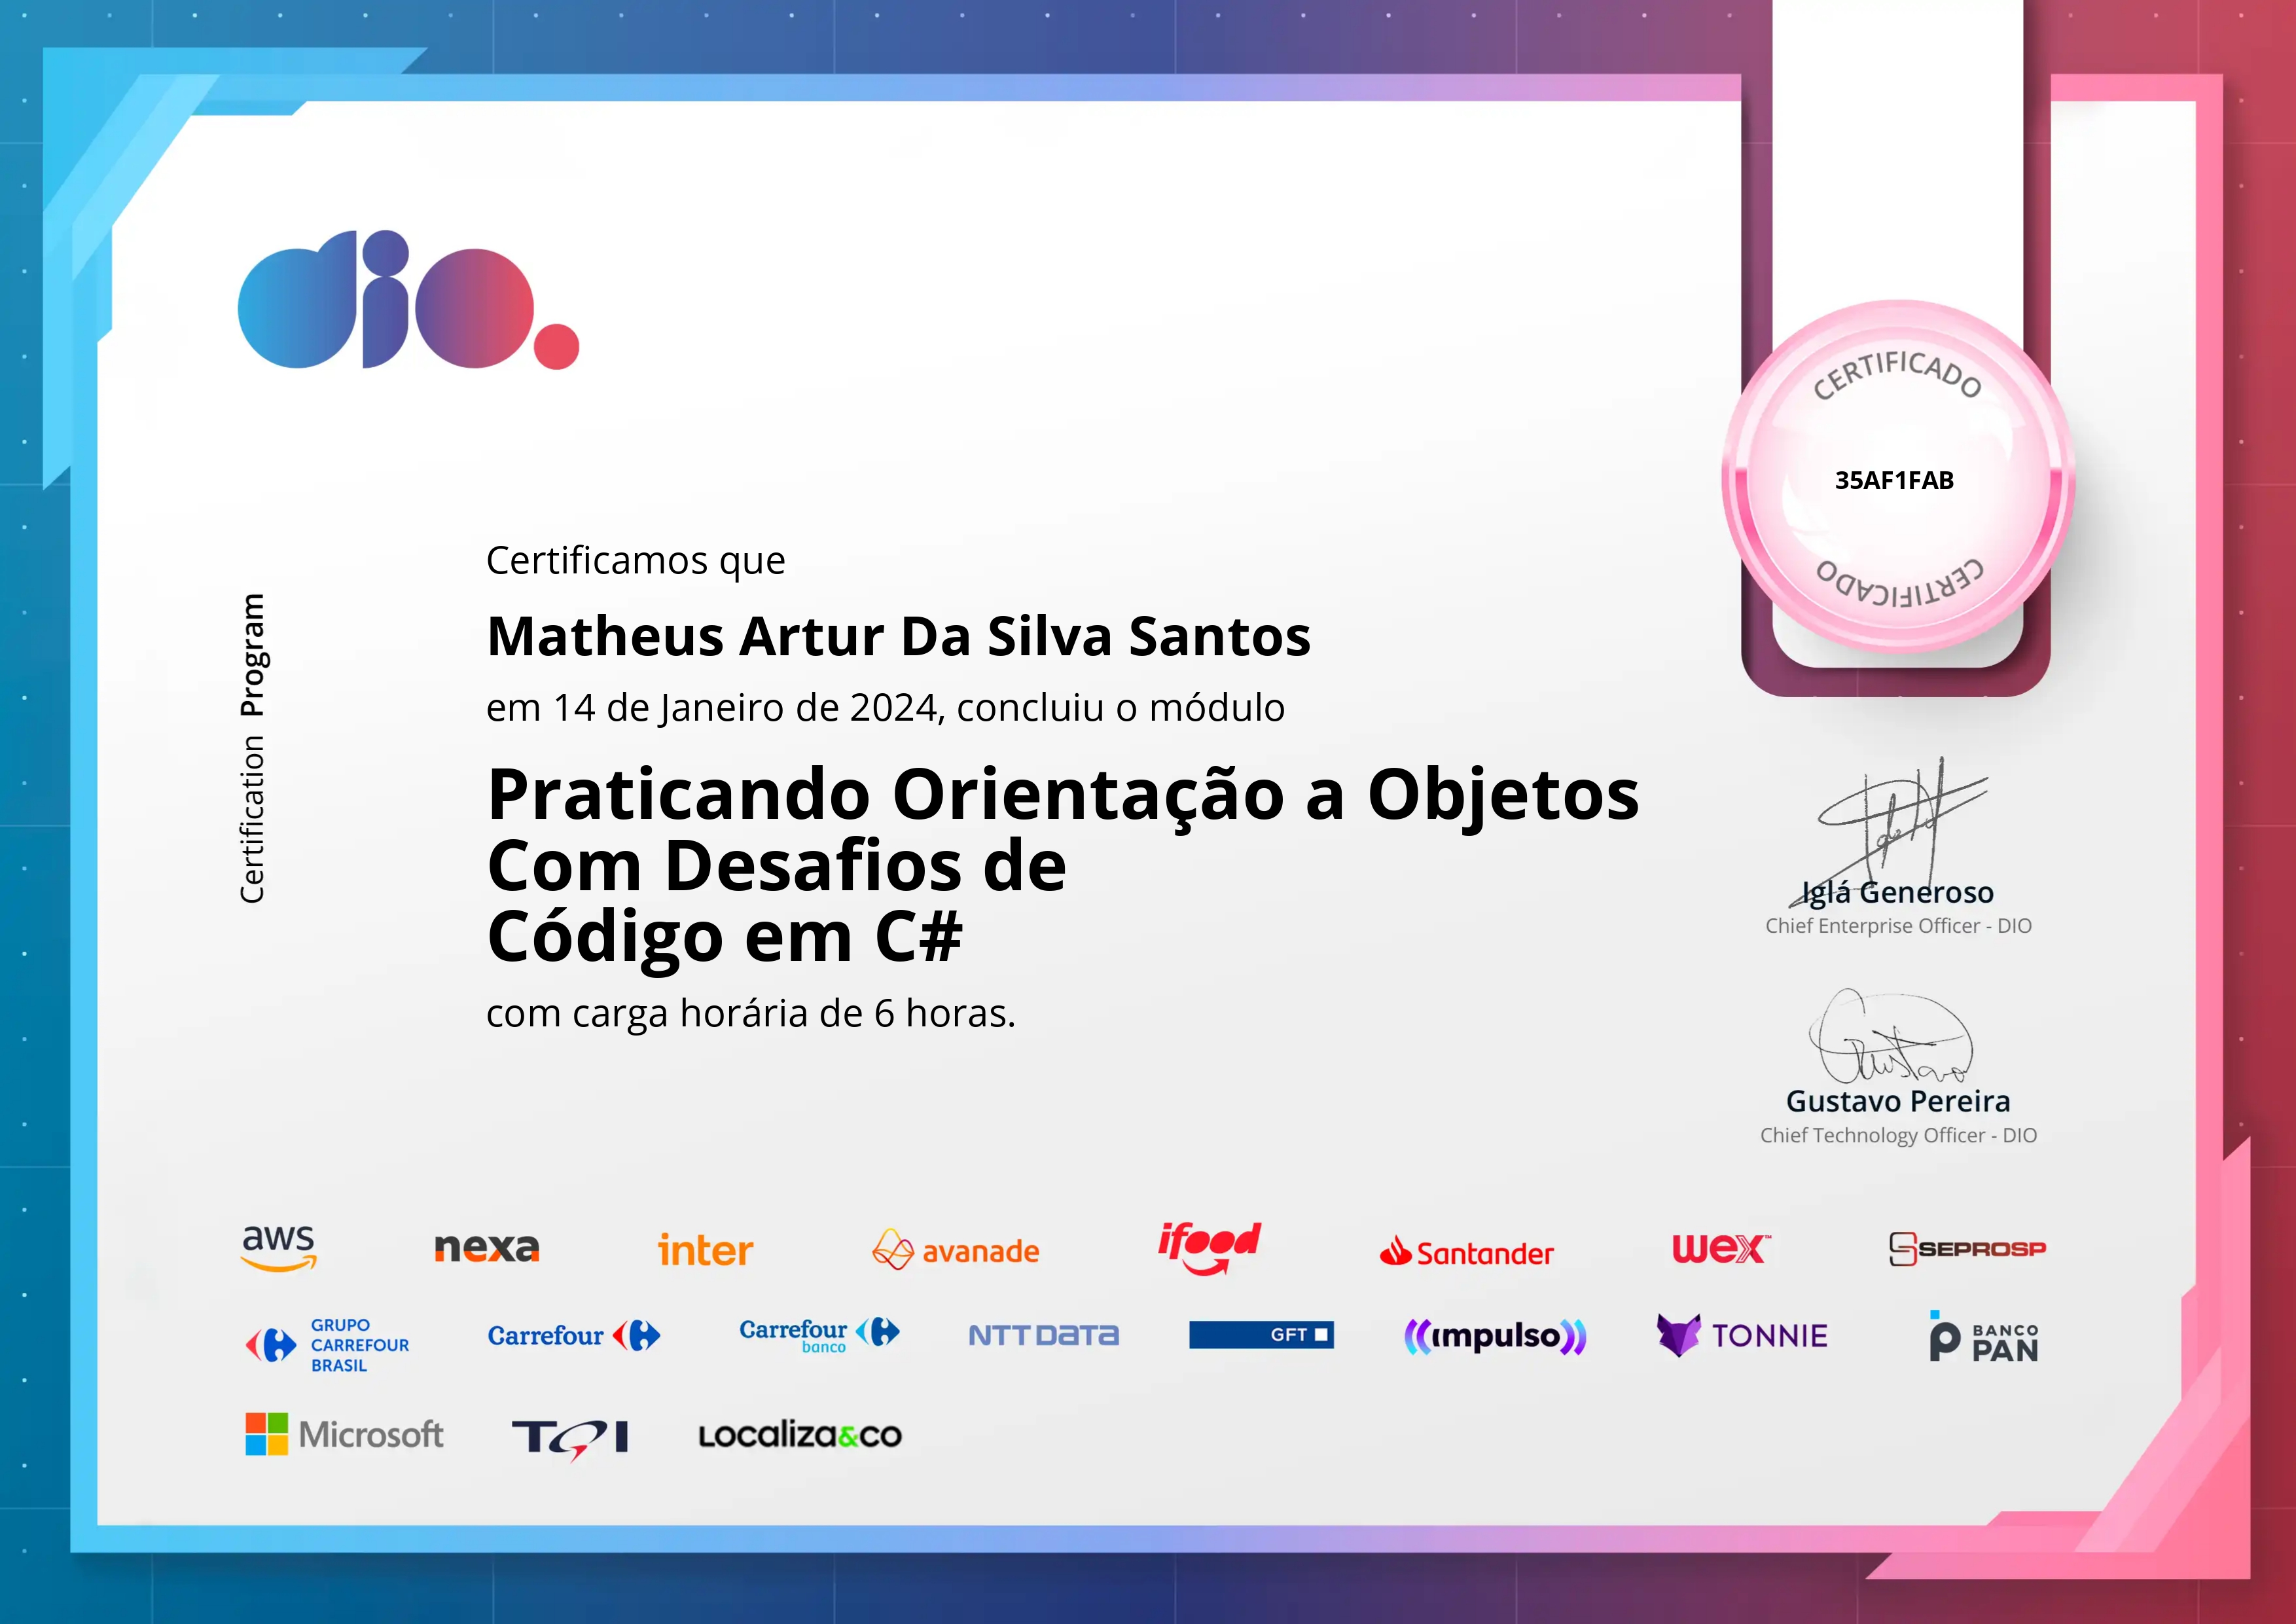 dio.
CERTIFICADO
35AF1FAB
CERTIFICADO
Certification Program
Certificamos que
Matheus Artur Da Silva Santos
em 14 de Janeiro de 2024, concluiu o módulo
Praticando Orientação a Objetos
Com Desafios de
Código em C#
com carga horária de 6 horas.
Iglá Generoso
Chief Enterprise Officer - DIO
Gustavo
Gustavo Pereira
Chief Technology Officer - DIO
aws nexa inter avanade ifood Santander wex™ SEPROSP
GRUPO
CARREFOUR
BRASIL
Carrefour Carrefour
banco
NTT DATA GFT impulso TONNIE
BANCO
PAN
Microsoft TQI Localiza&co